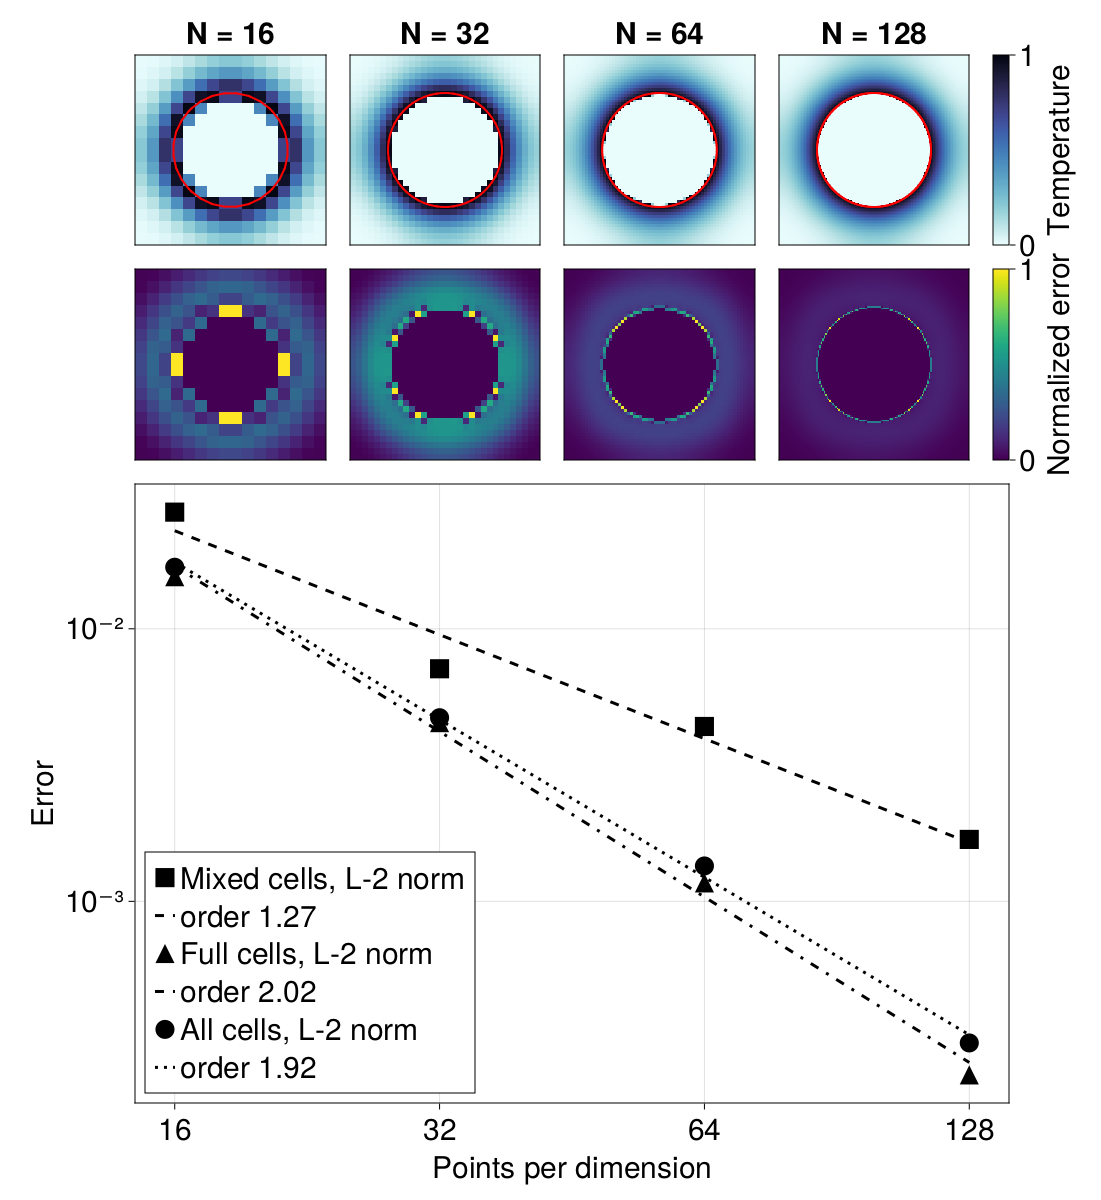 N = 16
N = 32
N = 64
N = 128
1
0
Temperature
1
0
Normalized error
10⁻²
10⁻³
Error
Mixed cells, L-2 norm
order 1.27
Full cells, L-2 norm
order 2.02
All cells, L-2 norm
order 1.92
16
32
64
128
Points per dimension